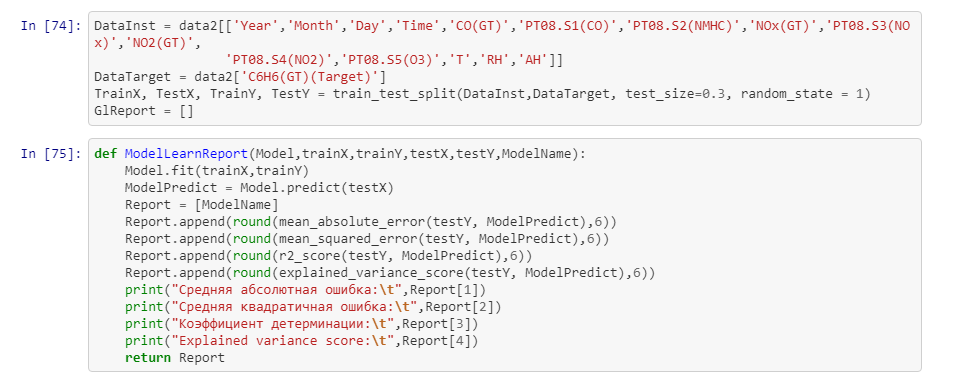 In [74]: DataInst = data2[['Year','Month','Day','Time','CO(GT)','PT08.S1(CO)','PT08.S2(NMHC)','NOx(GT)','PT08.S3(NO
x)','NO2(GT)',
'PT08.S4(NO2)','PT08.S5(O3)','T','RH','AH']]
DataTarget = data2['C6H6(GT)(Target)']
TrainX, TestX, TrainY, TestY = train_test_split(DataInst,DataTarget, test_size=0.3, random_state = 1)
GlReport = []
In [75]: def ModelLearnReport(Model,trainX,trainY,testX,testY,ModelName):
Model.fit(trainX,trainY)
ModelPredict = Model.predict(testX)
Report = [ModelName]
Report.append(round(mean_absolute_error(testY, ModelPredict),6))
Report.append(round(mean_squared_error(testY, ModelPredict),6))
Report.append(round(r2_score(testY, ModelPredict),6))
Report.append(round(explained_variance_score(testY, ModelPredict),6))
print("Средняя абсолютная ошибка:\t",Report[1])
print("Средняя квадратичная ошибка:\t",Report[2])
print("Коэффициент детерминации:\t",Report[3])
print("Explained variance score:\t",Report[4])
return Report